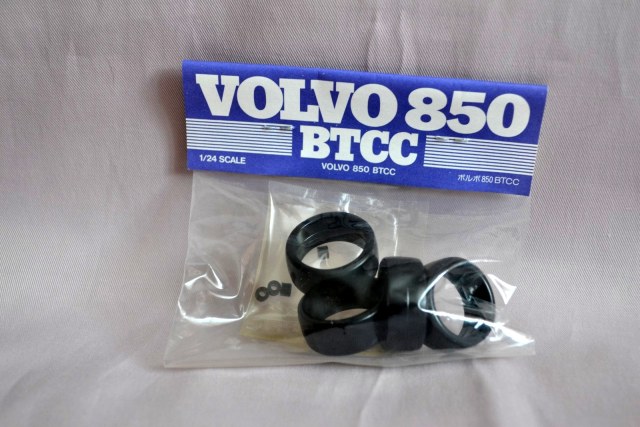 VOLVO 850
BTCC
1/24 SCALE
VOLVO 850 BTCC
ボルボ 850 BTCC